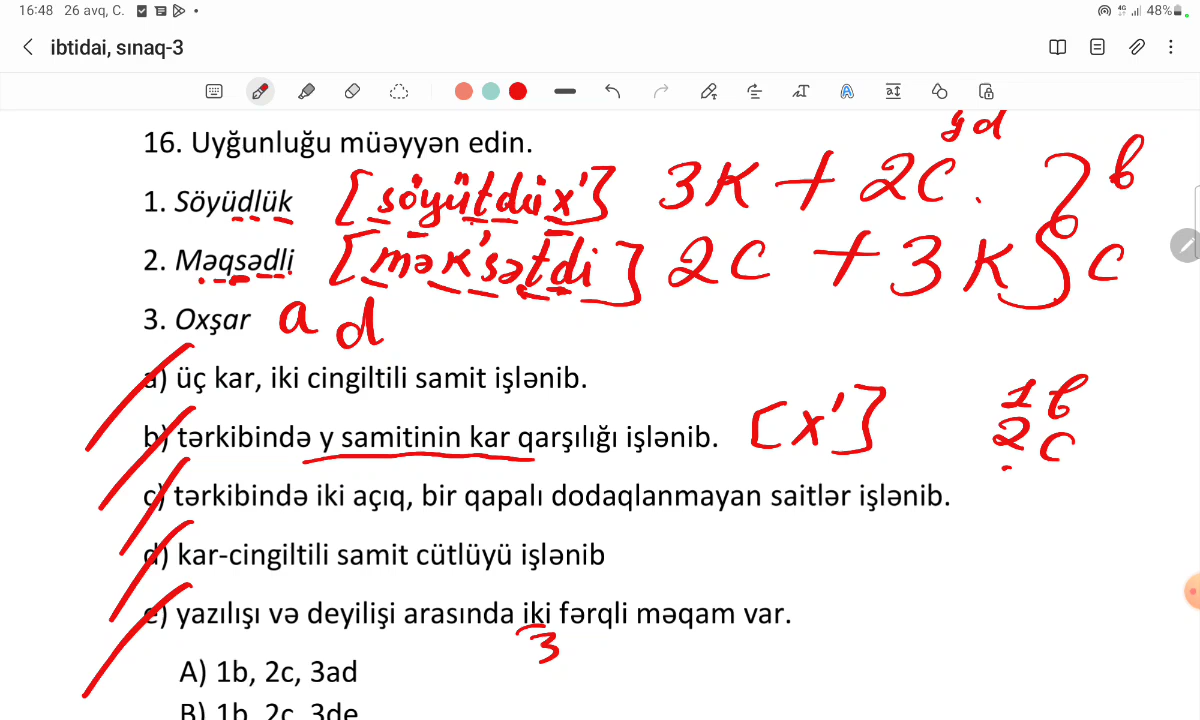 16:48 26 avq, C. 48%
ibtidai, sınaq-3
16. Uyğunluğu müəyyən edin.
yd
1. Söyüdlük [söyütdüx'] 3K + 2C. b
2. Məqsədli [mək'sətdi] 2C + 3K C
3. Oxşar a d
a) üç kar, iki cingiltili samit işlənib.
1 b
b) tərkibində y samitinin kar qarşılığı işlənib. [x']
2 C
c) tərkibində iki açıq, bir qapalı dodaqlanmayan saitlər işlənib.
d) kar-cingiltili samit cütlüyü işlənib
e) yazılışı və deyilişi arasında iki fərqli məqam var.
3
A) 1b, 2c, 3ad
B) 1b, 2c, 3de